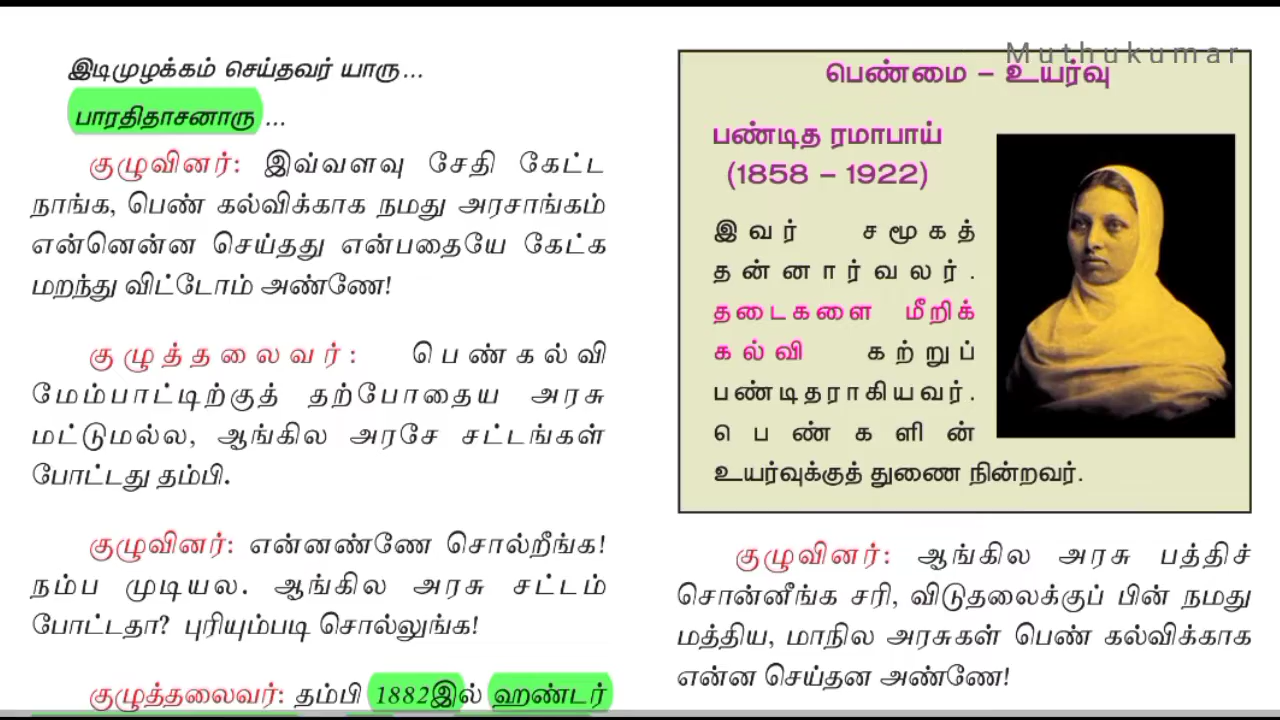 இடிமுழக்கம் செய்தவர் யாரு...
பாரதிதாசனாரு ...
குழுவினர்: இவ்வளவு சேதி கேட்ட
நாங்க, பெண் கல்விக்காக நமது அரசாங்கம்
என்னென்ன செய்தது என்பதையே கேட்க
மறந்து விட்டோம் அண்ணே!
குழுத்தலைவர்: பெண்கல்வி
மேம்பாட்டிற்குத் தற்போதைய அரசு
மட்டுமல்ல, ஆங்கில அரசே சட்டங்கள்
போட்டது தம்பி.
குழுவினர்: என்னண்ணே சொல்றீங்க!
நம்ப முடியல. ஆங்கில அரசு சட்டம்
போட்டதா? புரியும்படி சொல்லுங்க!
குழுத்தலைவர்: தம்பி 1882இல் ஹண்டர்
Muthukumar
பெண்மை – உயர்வு
பண்டித ரமாபாய்
(1858 – 1922)
இவர் சமூகத்
தன்னார்வலர்.
தடைகளை மீறிக்
கல்வி கற்றுப்
பண்டிதராகியவர்.
பெண்களின்
உயர்வுக்குத் துணை நின்றவர்.
குழுவினர்: ஆங்கில அரசு பத்திச்
சொன்னீங்க சரி, விடுதலைக்குப் பின் நமது
மத்திய, மாநில அரசுகள் பெண் கல்விக்காக
என்ன செய்தன அண்ணே!